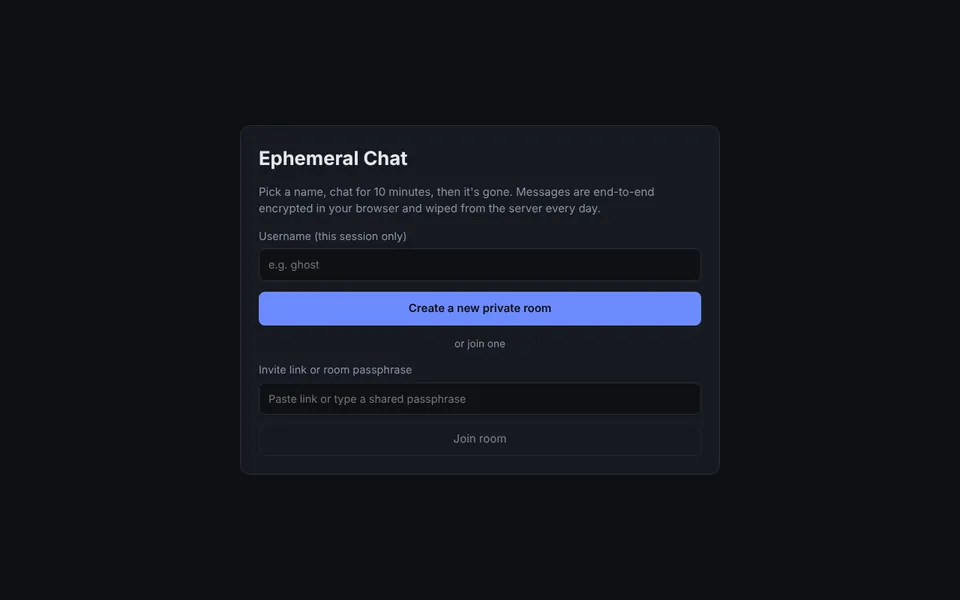 Ephemeral Chat
Pick a name, chat for 10 minutes, then it's gone. Messages are end-to-end
encrypted in your browser and wiped from the server every day.
Username (this session only)
e.g. ghost
Create a new private room
or join one
Invite link or room passphrase
Paste link or type a shared passphrase
Join room